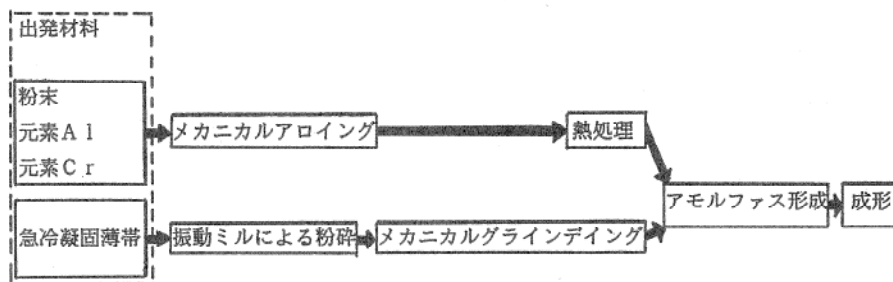 出発材料
粉末
元素Al
元素Cr
メカニカルアロイング
熱処理
アモルファス形成
成形
急冷凝固薄帯
振動ミルによる粉砕
メカニカルグラインデイング